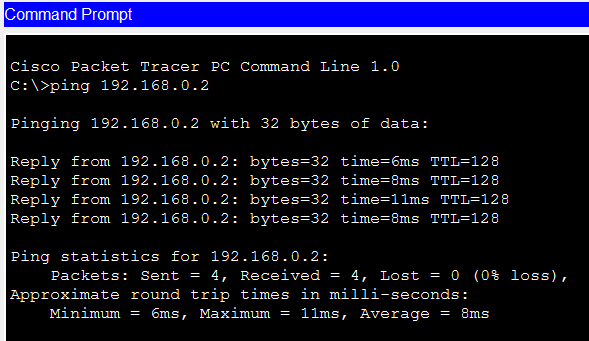 Command Prompt
Cisco Packet Tracer PC Command Line 1.0
C:\>ping 192.168.0.2
Pinging 192.168.0.2 with 32 bytes of data:
Reply from 192.168.0.2: bytes=32 time=6ms TTL=128
Reply from 192.168.0.2: bytes=32 time=8ms TTL=128
Reply from 192.168.0.2: bytes=32 time=11ms TTL=128
Reply from 192.168.0.2: bytes=32 time=8ms TTL=128
Ping statistics for 192.168.0.2:
    Packets: Sent = 4, Received = 4, Lost = 0 (0% loss),
Approximate round trip times in milli-seconds:
    Minimum = 6ms, Maximum = 11ms, Average = 8ms